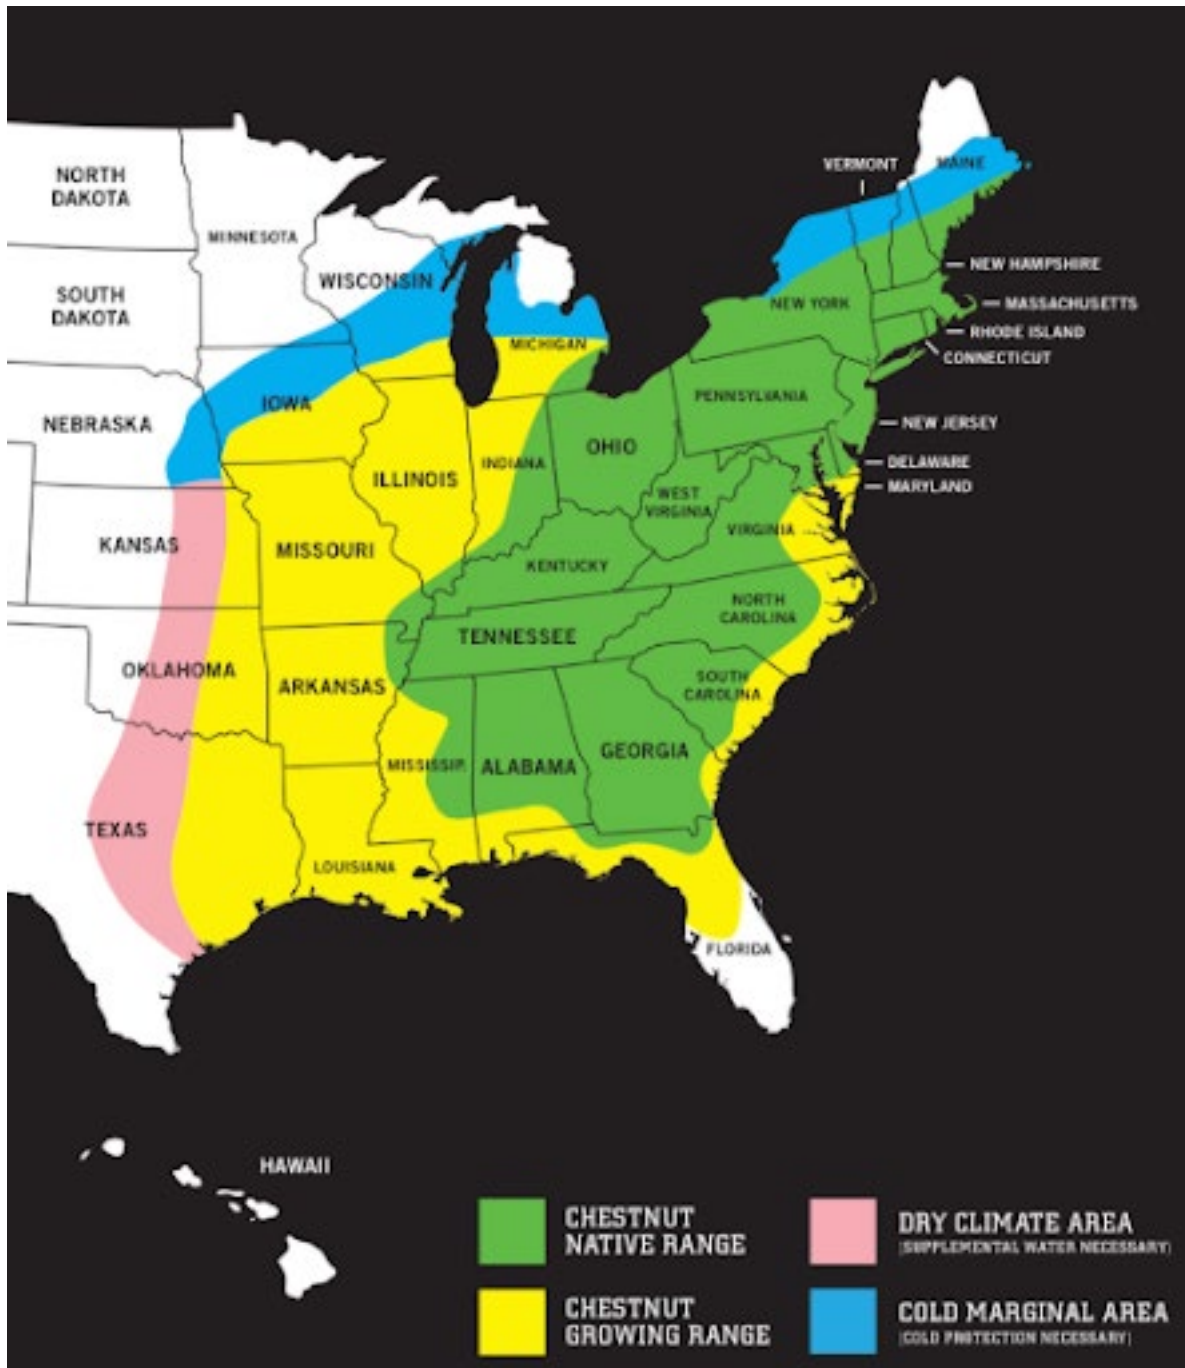 VERMONT
MAINE
NORTH
DAKOTA
MINNESOTA
NEW HAMPSHIRE
WISCONSIN
SOUTH
DAKOTA
NEW YORK
MASSACHUSETTS
RHODE ISLAND
MICHIGAN
CONNECTICUT
PENNSYLVANIA
IOWA
NEBRASKA
NEW JERSEY
OHIO
INDIANA
DELAWARE
ILLINOIS
MARYLAND
WEST
VIRGINIA
VIRGINIA
KANSAS
MISSOURI
KENTUCKY
NORTH
CAROLINA
TENNESSEE
OKLAHOMA
ARKANSAS
SOUTH
CAROLINA
GEORGIA
MISSISSIP
ALABAMA
TEXAS
LOUISIANA
FLORIDA
HAWAII
CHESTNUT
NATIVE RANGE
DRY CLIMATE AREA
[SUPPLEMENTAL WATER NECESSARY]
CHESTNUT
GROWING RANGE
COLD MARGINAL AREA
[COLD PROTECTION NECESSARY]